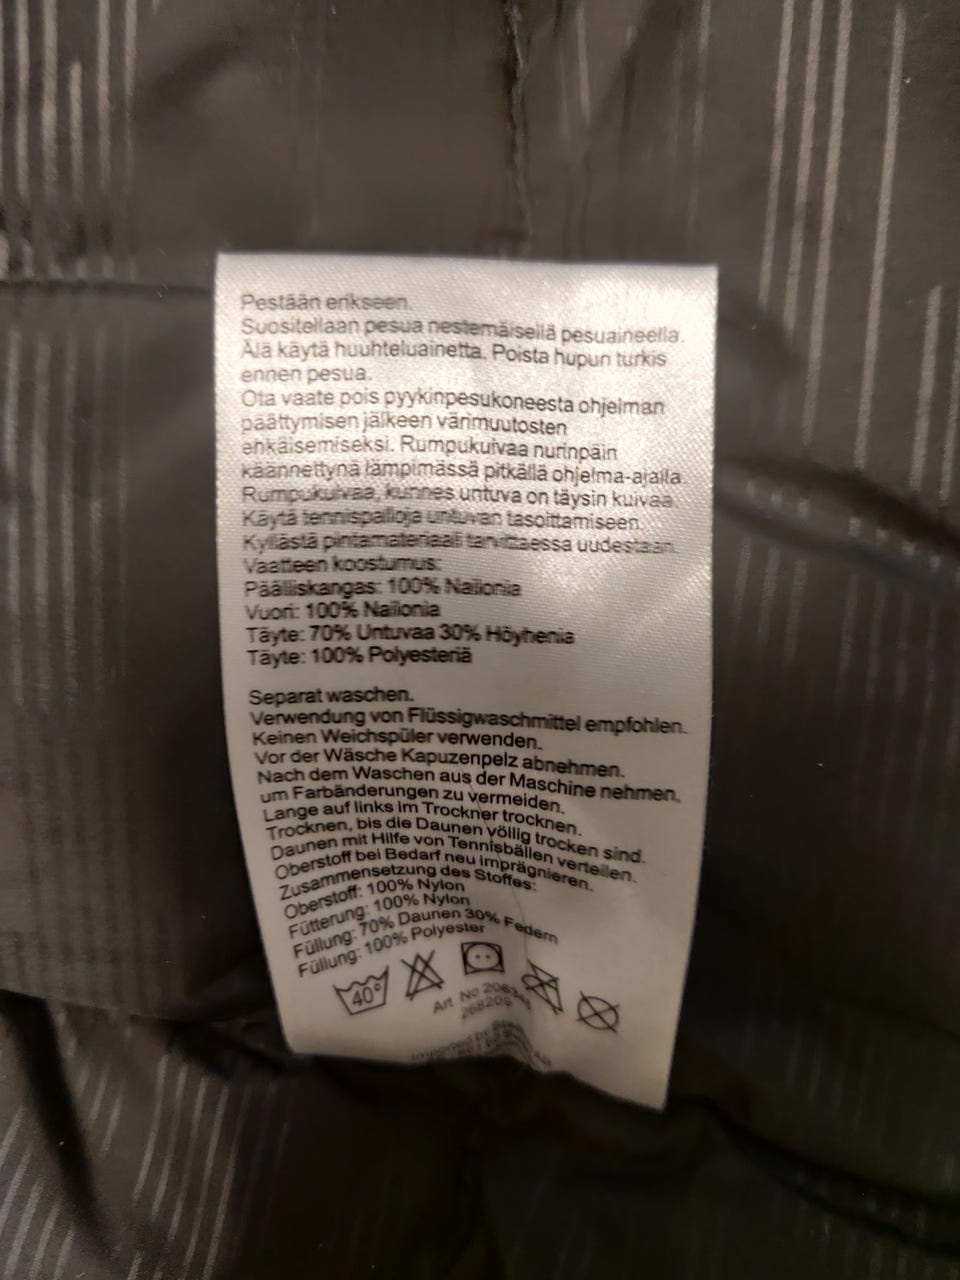 Pestään erikseen.
Suositellaan pesua nestemäisellä pesuaineella.
Älä käytä huuhteluainetta. Poista hupun turkis
ennen pesua.
Ota vaate pois pyykinpesukoneesta ohjelman
päättymisen jälkeen värimuutosten
ehkäisemiseksi. Rumpukuivaa nurinpäin
käännettynä lämpimässä pitkällä ohjelma-ajalla.
Rumpukuivaa, kunnes untuva on täysin kuivaa.
Käytä tennispalloja untuvan tasoittamiseen.
Kyllästä pintamateriaali tarvittaessa uudestaan.
Vaatteen koostumus:
Päälliskangas: 100% Nailonia
Vuori: 100% Nailonia
Täyte: 70% Untuvaa 30% Höyhenia
Täyte: 100% Polyesteriä
Separat waschen.
Verwendung von Flüssigwaschmittel empfohlen.
Keinen Weichspüler verwenden.
Vor der Wäsche Kapuzenpelz abnehmen.
Nach dem Waschen aus der Maschine nehmen,
um Farbänderungen zu vermeiden.
Lange auf links im Trockner trocknen.
Trocknen, bis die Daunen völlig trocken sind.
Daunen mit Hilfe von Tennisbällen verteilen.
Oberstoff bei Bedarf neu imprägnieren.
Zusammensetzung des Stoffes:
Oberstoff: 100% Nylon
Fütterung: 100% Nylon
Füllung: 70% Daunen 30% Federn
Füllung: 100% Polyester
40°
Art. No
268209
Imported by
AB